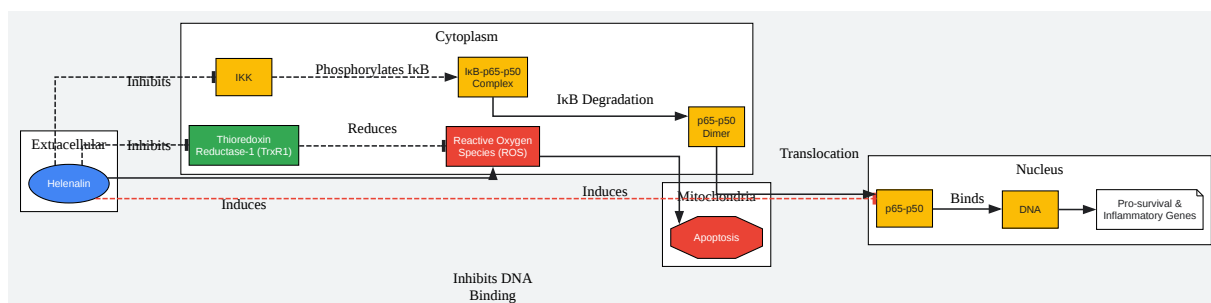 Cytoplasm
Inhibits
IKK
Phosphorylates IκB
IκB-p65-p50
Complex
IκB Degradation
p65-p50
Dimer
Extracellular
Inhibits
Thioredoxin
Reductase-1 (TrxR1)
Reduces
Reactive Oxygen
Species (ROS)
Translocation
Helenalin
Induces
Induces
Mitochondria
Apoptosis
Nucleus
p65-p50
Binds
DNA
Pro-survival &
Inflammatory Genes
Inhibits DNA
Binding